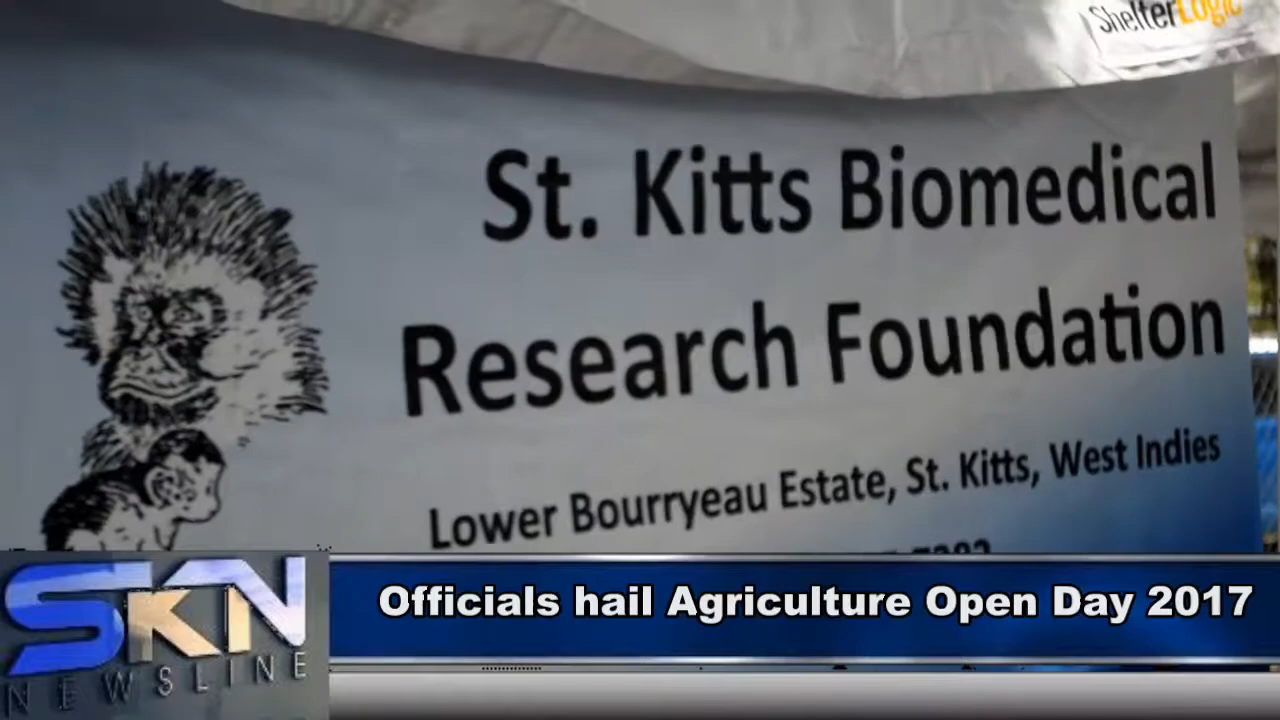 ShelterLogic
St. Kitts Biomedical
Research Foundation
Lower Bourryeau Estate, St. Kitts, West Indies
SKN
NEWSLINE
Officials hail Agriculture Open Day 2017